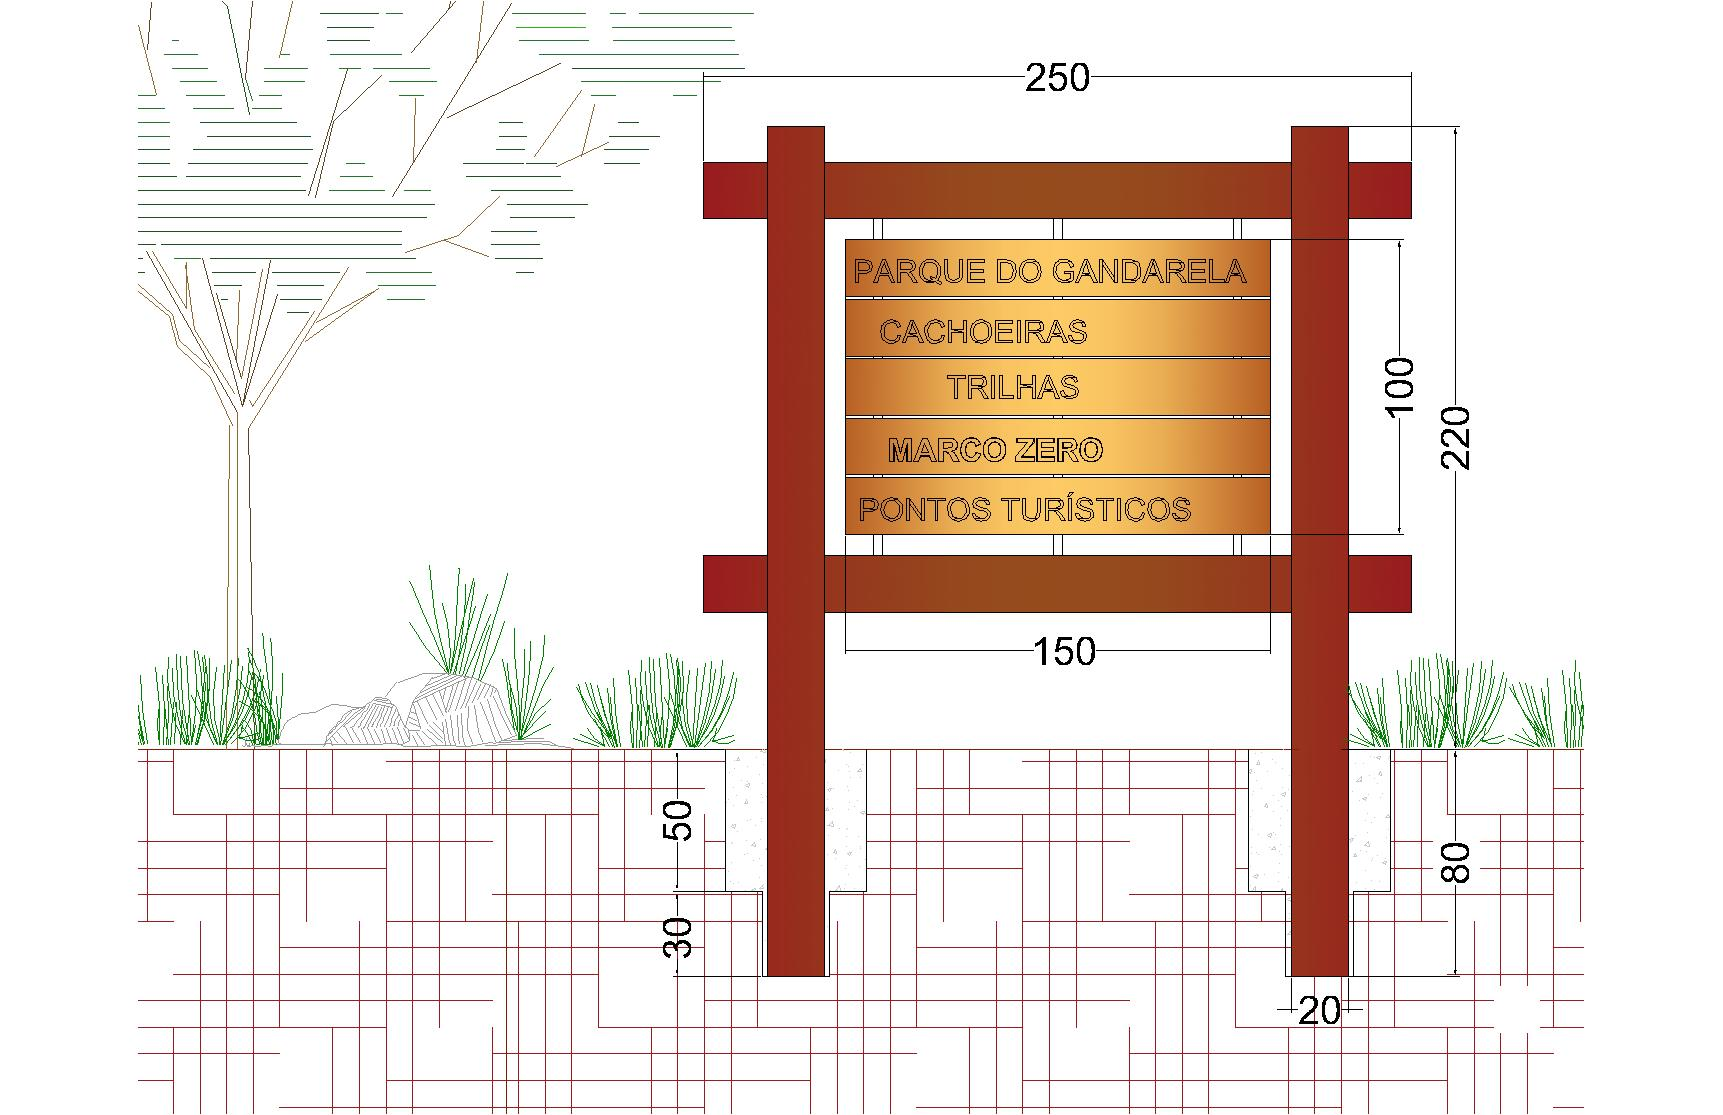 250
PARQUE DO GANDARELA
CACHOEIRAS
TRILHAS
MARCO ZERO
PONTOS TURÍSTICOS
100
220
150
50
80
30
20